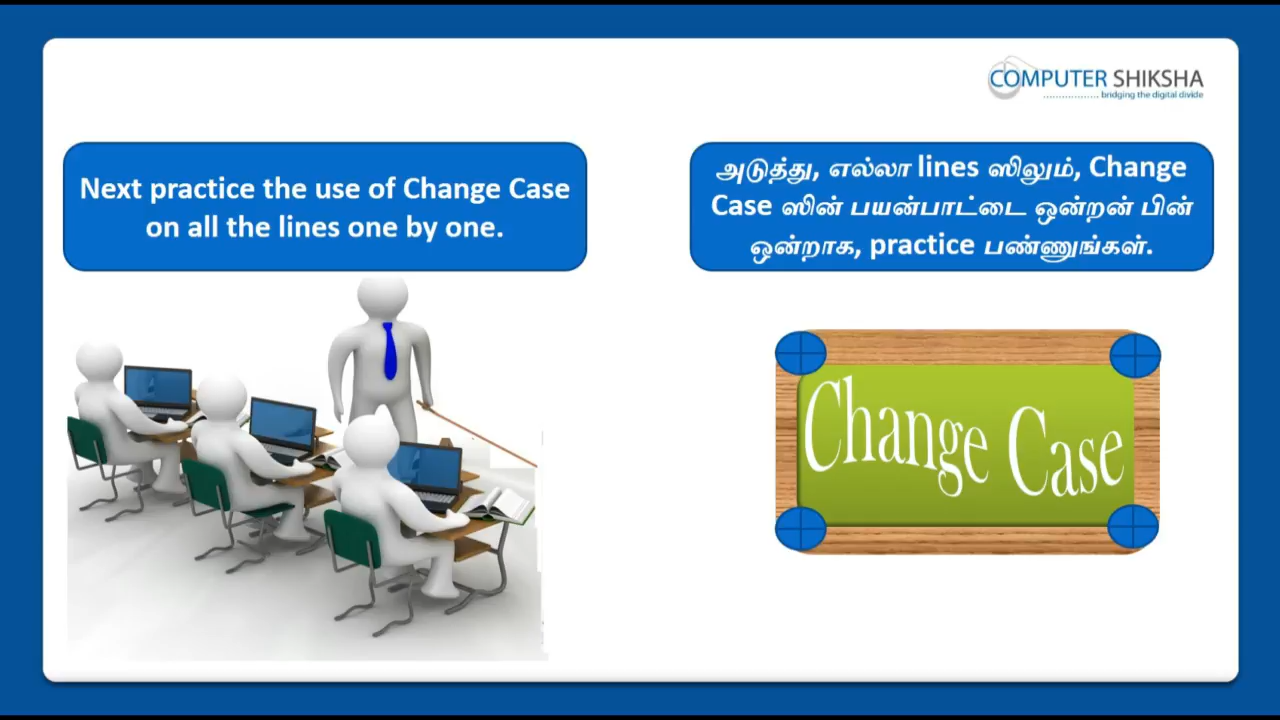 COMPUTER SHIKSHA
bridging the digital divide
Next practice the use of Change Case
on all the lines one by one.
அடுத்து, எல்லா lines ஸிலும், Change
Case ஸின் பயன்பாட்டை ஒன்றன் பின்
ஒன்றாக, practice பண்ணுங்கள்.
Change Case